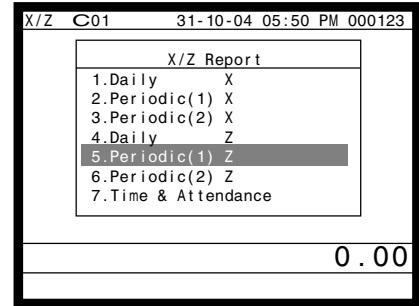 X/Z C01 31-10-04 05:50 PM 000123
X/Z Report
1.Daily X
2.Periodic(1) X
3.Periodic(2) X
4.Daily Z
5.Periodic(1) Z
6.Periodic(2) Z
7.Time & Attendance
0.00